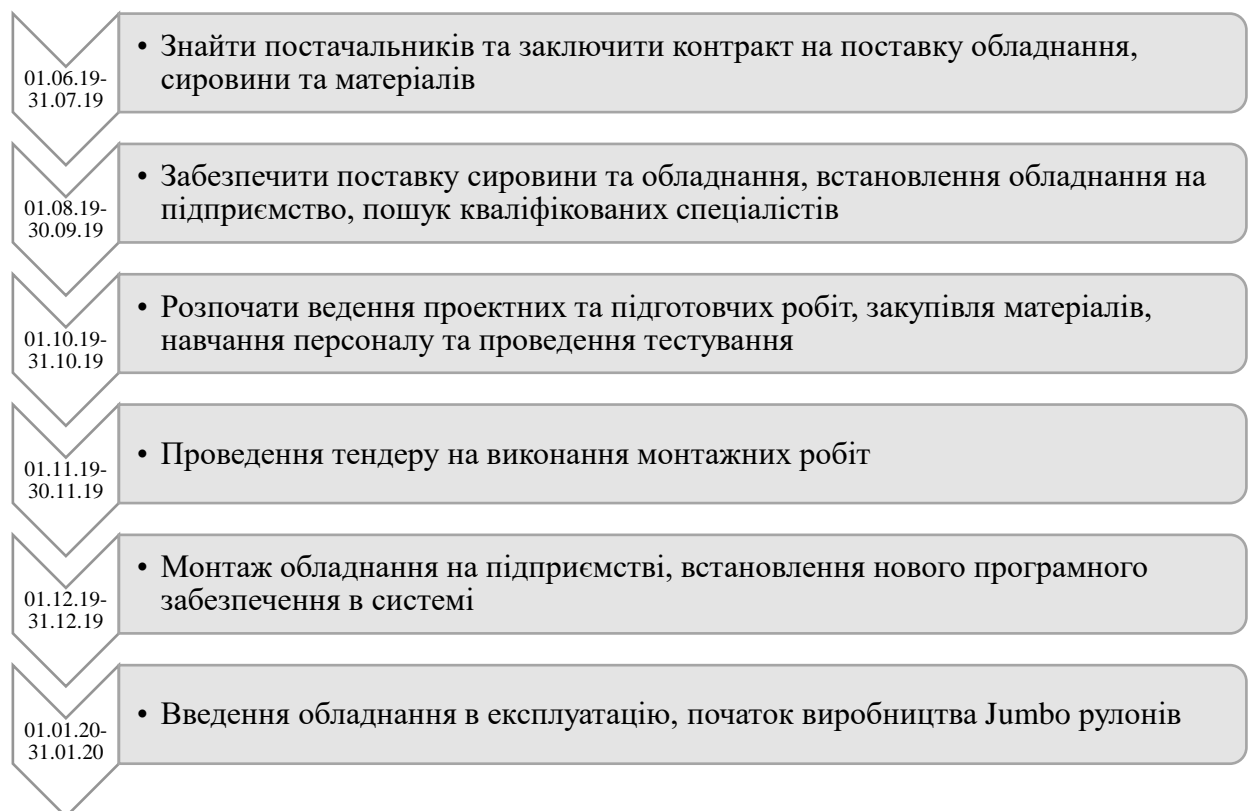 01.06.19-
31.07.19
• Знайти постачальників та заключити контракт на поставку обладнання,
сировини та матеріалів
01.08.19-
30.09.19
• Забезпечити поставку сировини та обладнання, встановлення обладнання на
підприємство, пошук кваліфікованих спеціалістів
01.10.19-
31.10.19
• Розпочати ведення проектних та підготовчих робіт, закупівля матеріалів,
навчання персоналу та проведення тестування
01.11.19-
30.11.19
• Проведення тендеру на виконання монтажних робіт
01.12.19-
31.12.19
• Монтаж обладнання на підприємстві, встановлення нового програмного
забезпечення в системі
01.01.20-
31.01.20
• Введення обладнання в експлуатацію, початок виробництва Jumbo рулонів